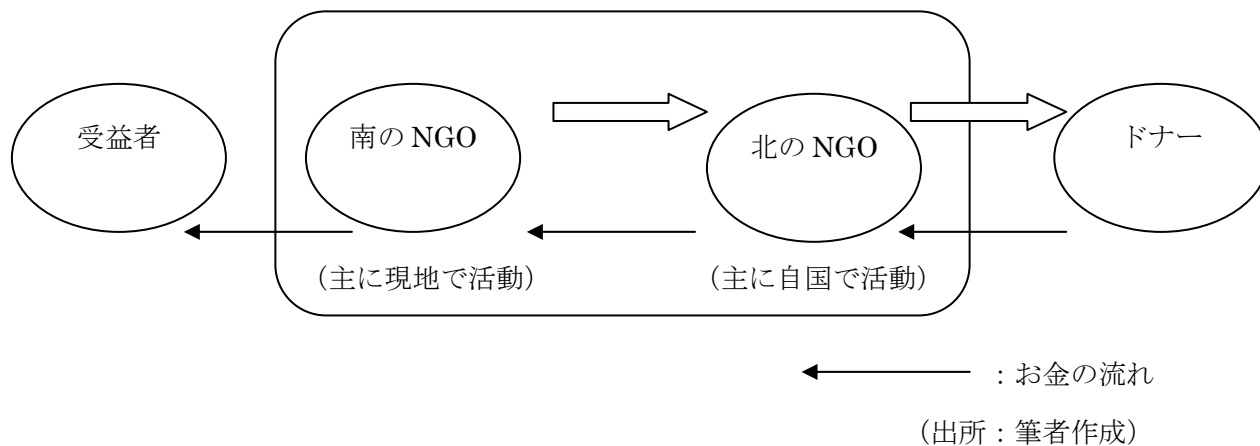 受益者
南の NGO
北の NGO
ドナー
(主に現地で活動)
(主に自国で活動)
:お金の流れ
(出所:筆者作成)